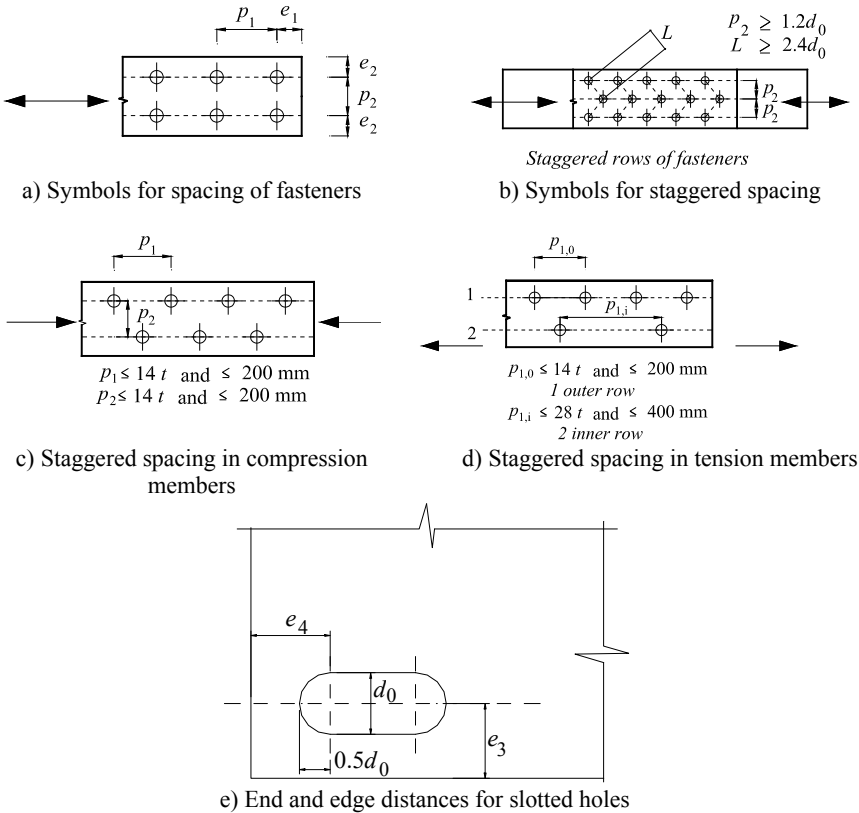 p1 e1
e2
p2
e2
a) Symbols for spacing of fasteners
L
p2 ≥ 1.2d0
L ≥ 2.4d0
p2
p2
Staggered rows of fasteners
b) Symbols for staggered spacing
p1
p2
p1 ≤ 14 t and ≤ 200 mm
p2 ≤ 14 t and ≤ 200 mm
c) Staggered spacing in compression
members
p1,0
1
p1,i
2
p1,0 ≤ 14 t and ≤ 200 mm
1 outer row
p1,i ≤ 28 t and ≤ 400 mm
2 inner row
d) Staggered spacing in tension members
e4
d0
e3
0.5d0
e) End and edge distances for slotted holes